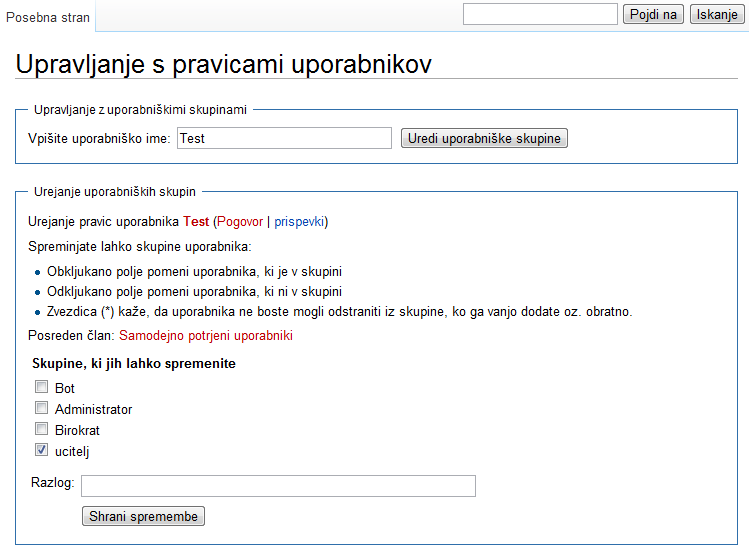 Posebna stran
Pojdi na
Iskanje
Upravljanje s pravicami uporabnikov
Upravljanje z uporabniškimi skupinami
Vpišite uporabniško ime: Test Uredi uporabniške skupine
Urejanje uporabniških skupin
Urejanje pravic uporabnika Test (Pogovor | prispevki)
Spreminjate lahko skupine uporabnika:
Obkljukano polje pomeni uporabnika, ki je v skupini
Odkljukano polje pomeni uporabnika, ki ni v skupini
Zvezdica (*) kaže, da uporabnika ne boste mogli odstraniti iz skupine, ko ga vanjo dodate oz. obratno.
Posreden član: Samodejno potrjeni uporabniki
Skupine, ki jih lahko spremenite
Bot
Administrator
Birokrat
ucitelj
Razlog:
Shrani spremembe